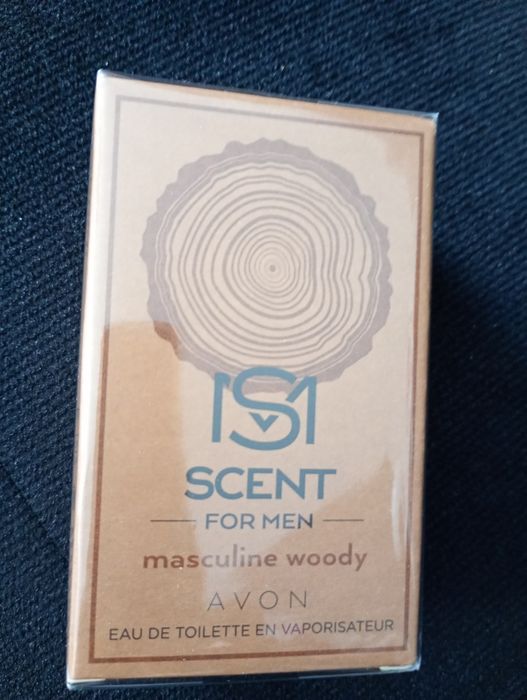 SM
SCENT
FOR MEN
masculine woody
AVON
EAU DE TOILETTE EN VAPORISATEUR